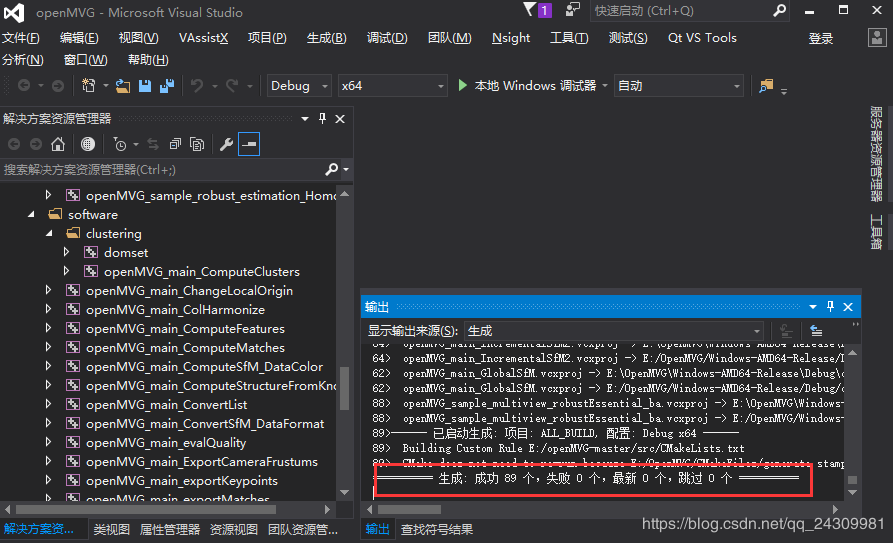 openMVG - Microsoft Visual Studio
1
快速启动 (Ctrl+Q)
文件(F) 编辑(E) 视图(V) VAssistX 项目(P) 生成(B) 调试(D) 团队(M) Nsight 工具(T) 测试(S) Qt VS Tools 登录
分析(N) 窗口(W) 帮助(H)
Debug x64 本地 Windows 调试器 自动
解决方案资源管理器
搜索解决方案资源管理器(Ctrl+;)
openMVG_sample_robust_estimation_Homo
software
clustering
domset
openMVG_main_ComputeClusters
openMVG_main_ChangeLocalOrigin
openMVG_main_ColHarmonize
openMVG_main_ComputeFeatures
openMVG_main_ComputeMatches
openMVG_main_ComputeSfM_DataColor
openMVG_main_ComputeStructureFromKno
openMVG_main_ConvertList
openMVG_main_ConvertSfM_DataFormat
openMVG_main_evalQuality
openMVG_main_ExportCameraFrustums
openMVG_main_exportKeypoints
openMVG_main_exportMatches
解决方案资源... 类视图 属性管理器 资源视图 团队资源管...
服务器资源管理器
工具箱
输出
显示输出来源(S): 生成
64> openMVG_main_IncrementalSfM2.vcxproj -> E:\OpenMVG\Windows-AMD64-Release\
64> openMVG_main_IncrementalSfM2.vcxproj -> E:/OpenMVG/Windows-AMD64-Release/
62> openMVG_main_GlobalSfM.vcxproj -> E:\OpenMVG\Windows-AMD64-Release\Debug\
62> openMVG_main_GlobalSfM.vcxproj -> E:/OpenMVG/Windows-AMD64-Release/Debug/
88> openMVG_sample_multiview_robustEssential_ba.vcxproj -> E:\OpenMVG\Windows-
88> openMVG_sample_multiview_robustEssential_ba.vcxproj -> E:/OpenMVG/Windows-
89>------ 已启动生成: 项目: ALL_BUILD, 配置: Debug x64 ------
89> Building Custom Rule E:/openMVG-master/src/CMakeLists.txt
89> CMake does not need to re-run because E:/OpenMVG/CMakeFiles/generate.stamp
========== 生成: 成功 89 个，失败 0 个，最新 0 个，跳过 0 个 ==========
输出 查找符号结果
https://blog.csdn.net/qq_24309981